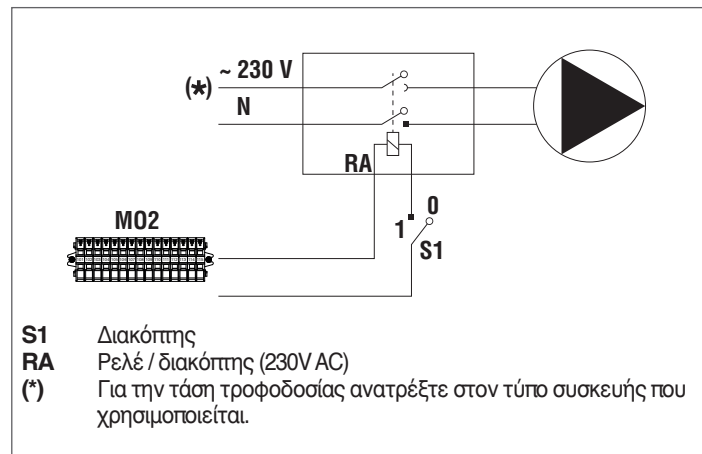 (*) ~ 230 V
N
RA
MO2
0
1
S1
S1 Διακόπτης
RA Ρελέ / διακόπτης (230V AC)
(*) Για την τάση τροφοδοσίας ανατρέξτε στον τύπο συσκευής που
χρησιμοποιείται.